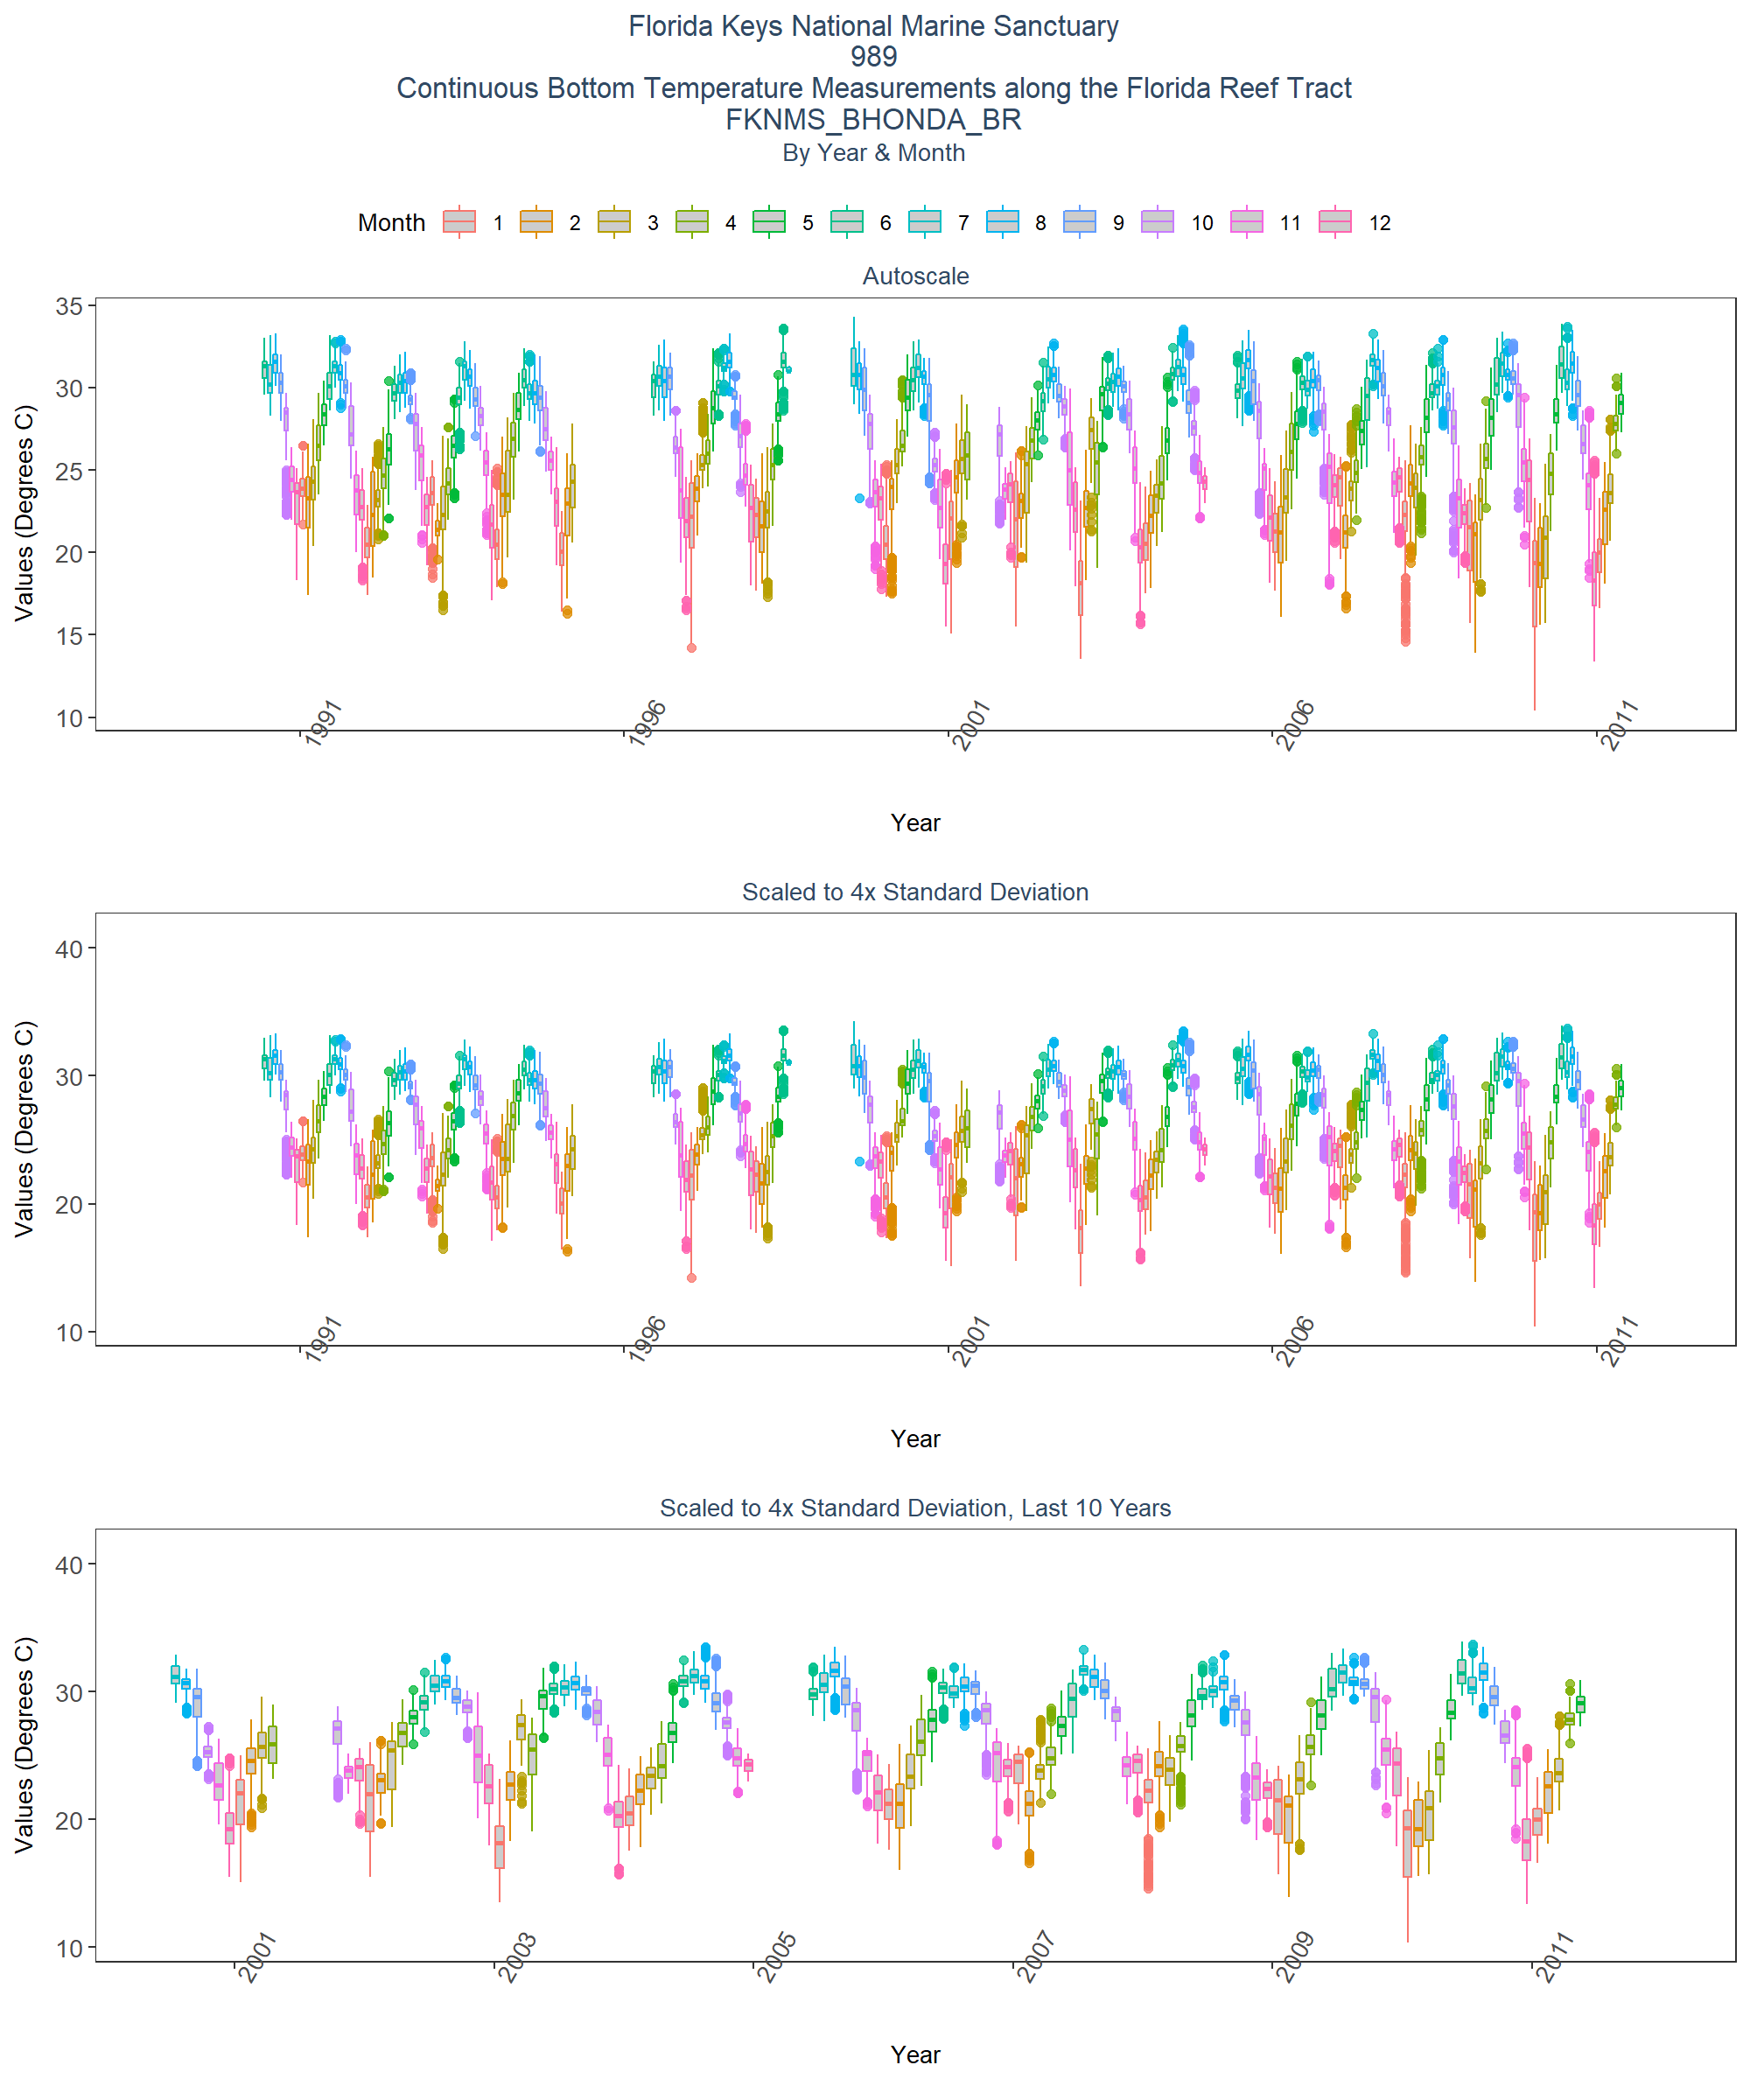 Florida Keys National Marine Sanctuary
989
Continuous Bottom Temperature Measurements along the Florida Reef Tract
FKNMS_BHONDA_BR
By Year & Month
Month 1 2 3 4 5 6 7 8 9 10 11 12
Autoscale
Values (Degrees C)
35
30
25
20
15
10
1991 1996 2001 2006 2011
Year
Scaled to 4x Standard Deviation
Values (Degrees C)
40
30
20
10
1991 1996 2001 2006 2011
Year
Scaled to 4x Standard Deviation, Last 10 Years
Values (Degrees C)
40
30
20
10
2001 2003 2005 2007 2009 2011
Year